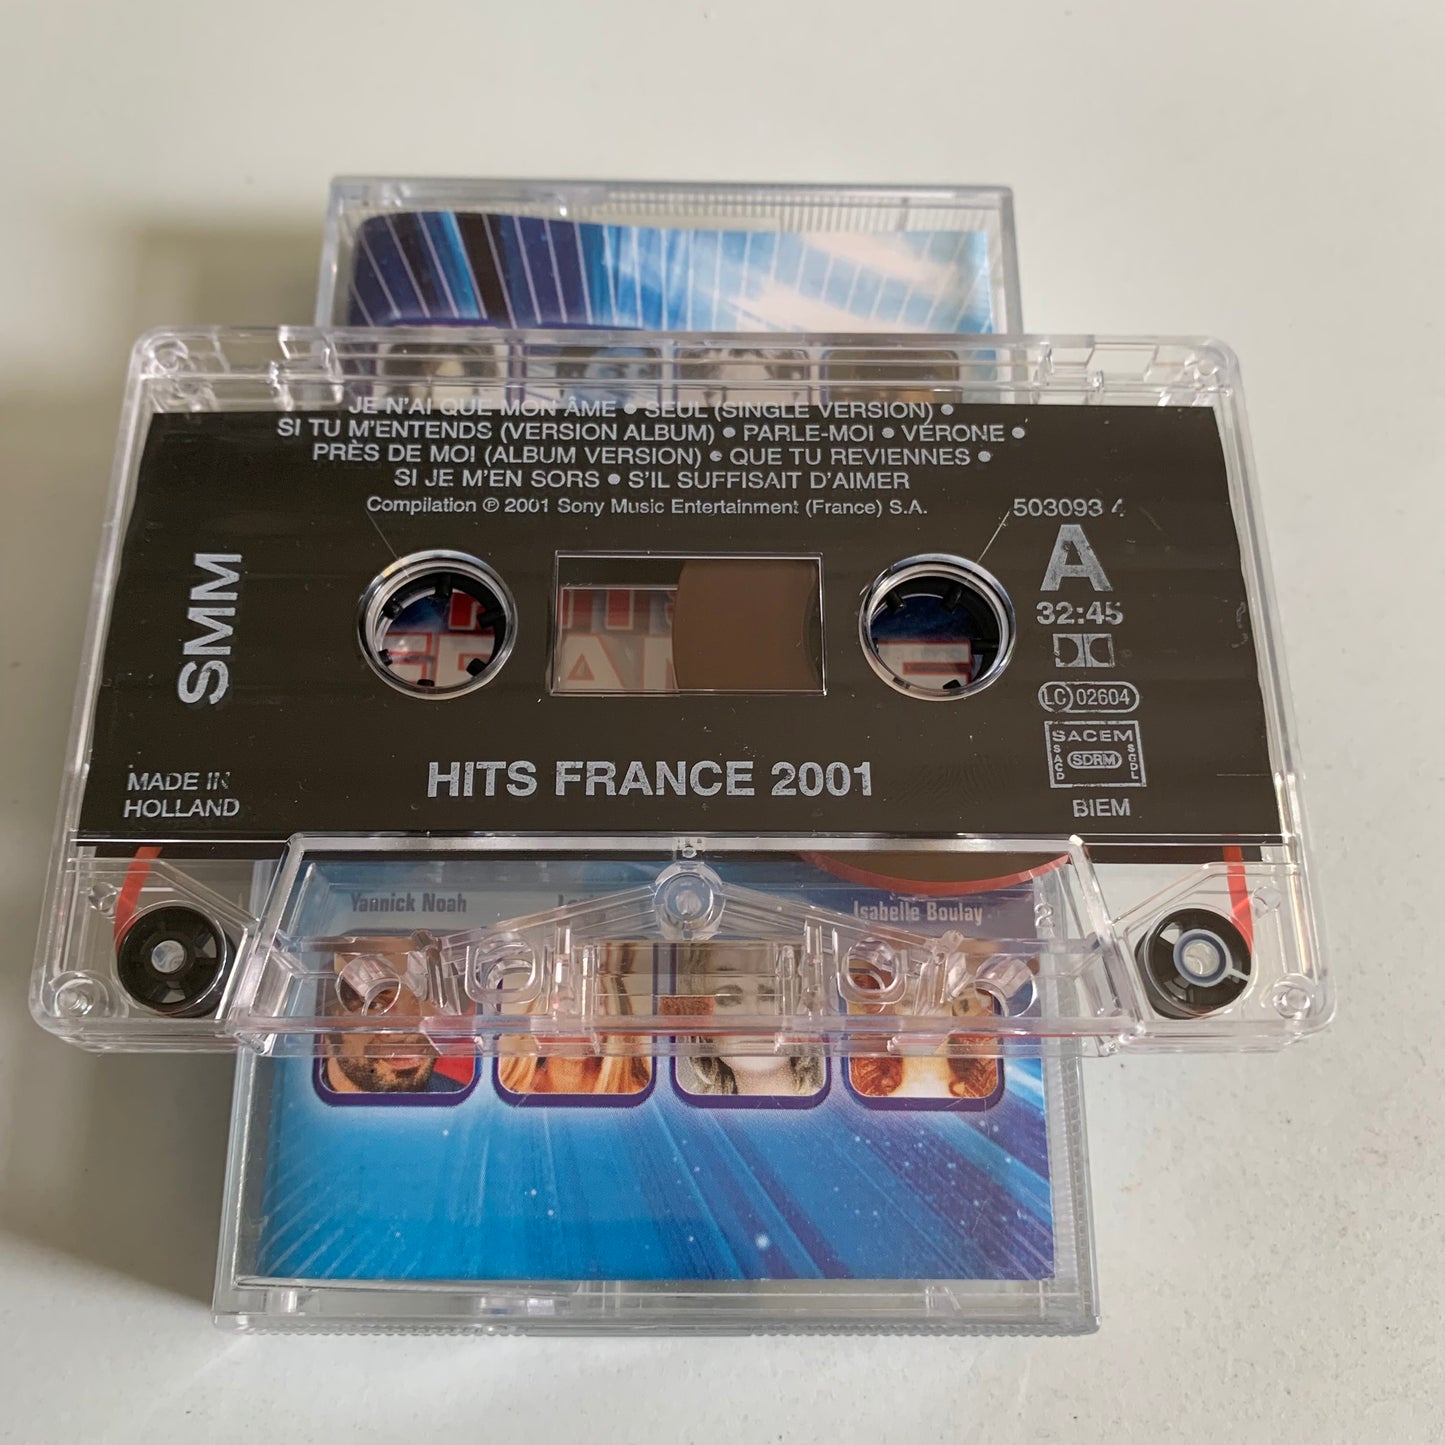 JE N'AI QUE MON ÂME • SEUL (SINGLE VERSION) •
SI TU M'ENTENDS (VERSION ALBUM) • PARLE-MOI • VÉRONE •
PRÈS DE MOI (ALBUM VERSION) • QUE TU REVIENNES •
SI JE M'EN SORS • S'IL SUFFISAIT D'AIMER
Compilation ℗ 2001 Sony Music Entertainment (France) S.A.
503093 4
A
32:45
LC 02604
SACEM
SACD
SDRM
SGDL
BIEM
SMM
MADE IN
HOLLAND
HITS FRANCE 2001
Yannick Noah
Isabelle Boulay